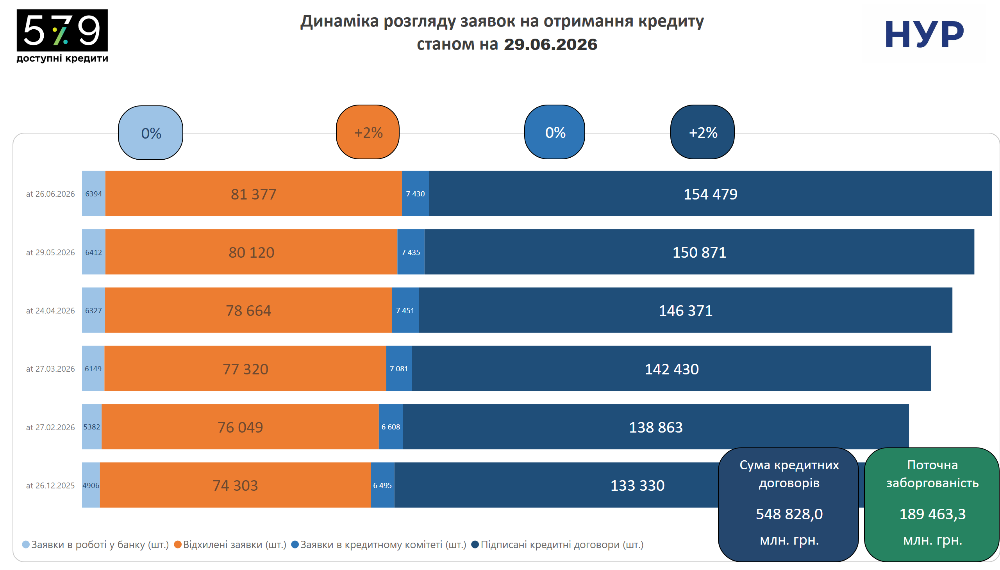 5%9
доступні кредити
Динаміка розгляду заявок на отримання кредиту
станом на 29.06.2026
НУР
0%
+2%
0%
+2%
at 26.06.2026 6394 81 377 7 430 154 479
at 29.05.2026 6412 80 120 7 435 150 871
at 24.04.2026 6327 78 664 7 451 146 371
at 27.03.2026 6149 77 320 7 081 142 430
at 27.02.2026 5382 76 049 6 608 138 863
at 26.12.2025 4906 74 303 6 495 133 330
Сума кредитних
договорів
548 828,0
млн. грн.
Поточна
заборгованість
189 463,3
млн. грн.
Заявки в роботі у банку (шт.) Відхилені заявки (шт.) Заявки в кредитному комітеті (шт.) Підписані кредитні договори (шт.)